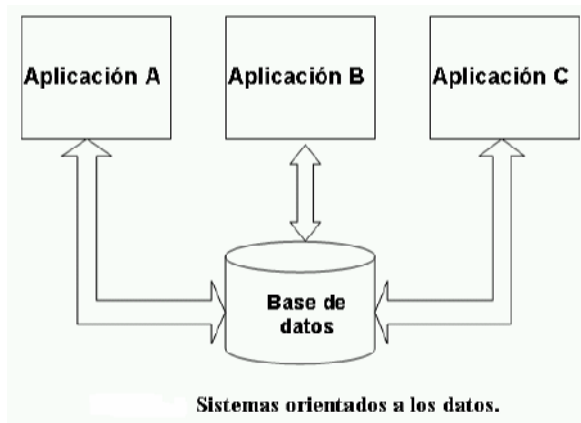 Aplicación A
Aplicación B
Aplicación C
Base de
datos
Sistemas orientados a los datos.